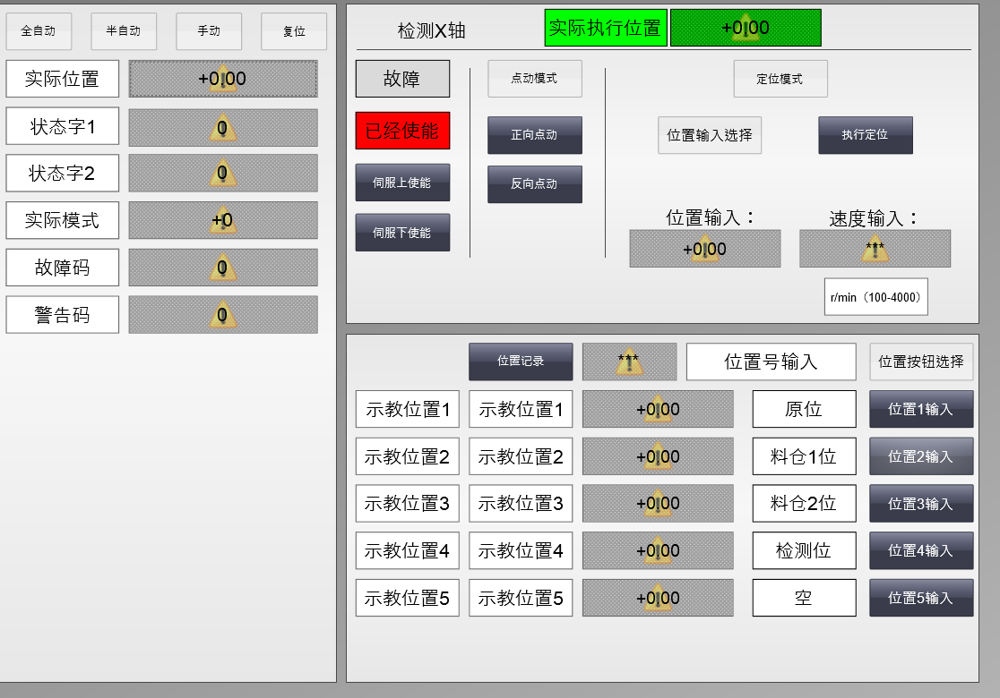 全自动
半自动
手动
复位
实际位置
+0.00
状态字1
0
状态字2
0
实际模式
+0
故障码
0
警告码
0
检测X轴
实际执行位置
+0.00
故障
已经使能
伺服上使能
伺服下使能
点动模式
正向点动
反向点动
定位模式
位置输入选择
执行定位
位置输入：
速度输入：
+0.00
***
r/min（100-4000）
位置记录
***
位置号输入
位置按钮选择
示教位置1
示教位置1
+0.00
原位
位置1输入
示教位置2
示教位置2
+0.00
料仓1位
位置2输入
示教位置3
示教位置3
+0.00
料仓2位
位置3输入
示教位置4
示教位置4
+0.00
检测位
位置4输入
示教位置5
示教位置5
+0.00
空
位置5输入